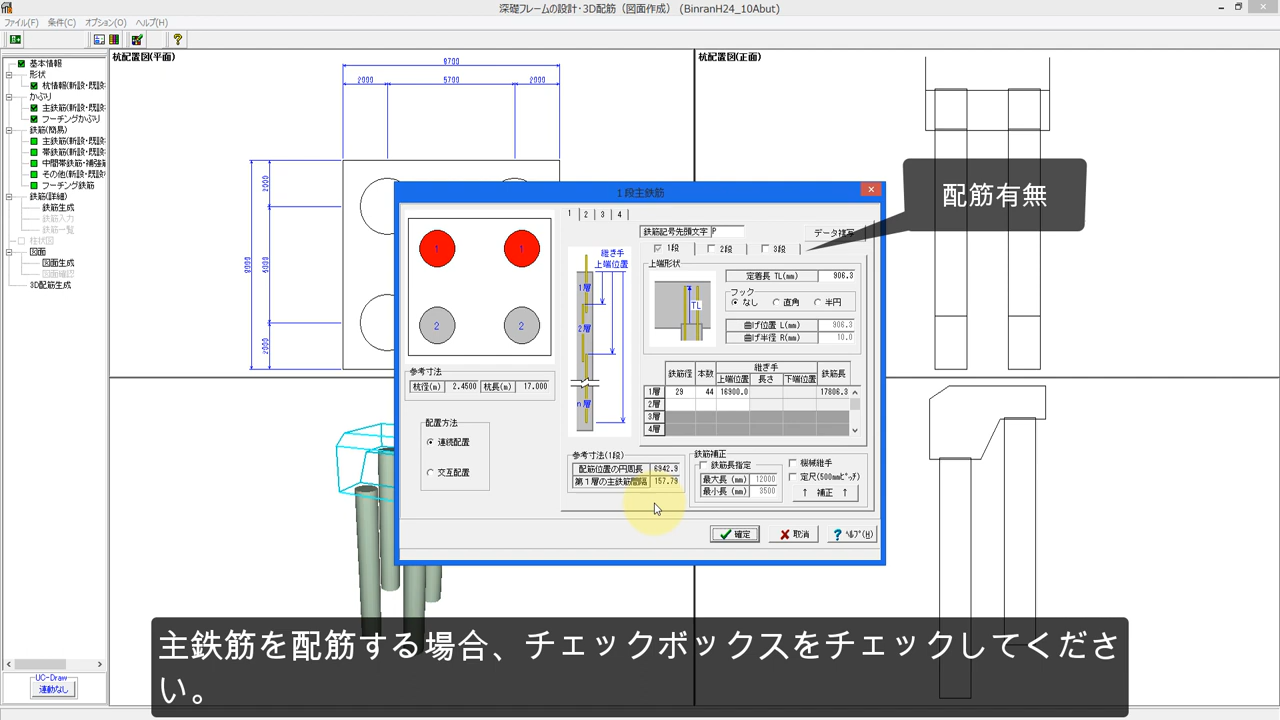 深礎フレームの設計・3D配筋（図面作成） (BinranH24_10Abut)
ファイル(F) 条件(C) オプション(O) ヘルプ(H)
基本情報
形状
杭情報(新設・既設
かぶり
主鉄筋(新設・既設
フーチングかぶり
鉄筋(簡易)
主鉄筋(新設・既設
帯鉄筋(新設・既設
中間帯鉄筋・補強筋
その他(新設・既設
フーチング鉄筋
鉄筋(詳細)
鉄筋生成
鉄筋入力
鉄筋一覧
柱状図
図面
図面生成
図面確認
3D配筋生成
UC-Draw
連動なし
杭配置図(平面)
8700
2000 5700 2000
8000
2000
4000
2000
杭配置図(正面)
1段主鉄筋
1 1
2 2
参考寸法
杭径(m) 2.4500 杭長(m) 17.000
配置方法
連続配置
交互配置
1 2 3 4
継ぎ手
上端位置
1層
2層
n層
鉄筋記号先頭文字 P
データ複写
1段 2段 3段
上端形状
TL
定着長 TL(mm) 906.3
フック
なし 直角 半円
曲げ位置 L(mm) 906.3
曲げ半径 R(mm) 10.0
鉄筋径 本数 継ぎ手 鉄筋長
上端位置 長さ 下端位置
1層 29 44 16900.0 17806.3
2層
3層
4層
参考寸法(1段)
配筋位置の円周長 6942.9
第1層の主鉄筋間隔 157.79
鉄筋補正
鉄筋長指定
最大長 (mm) 12000
最小長 (mm) 3500
機械継手
定尺(500mmピッチ)
↑ 補正 ↑
確定 取消 ヘルプ(H)
配筋有無
主鉄筋を配筋する場合、チェックボックスをチェックしてくださ
い。